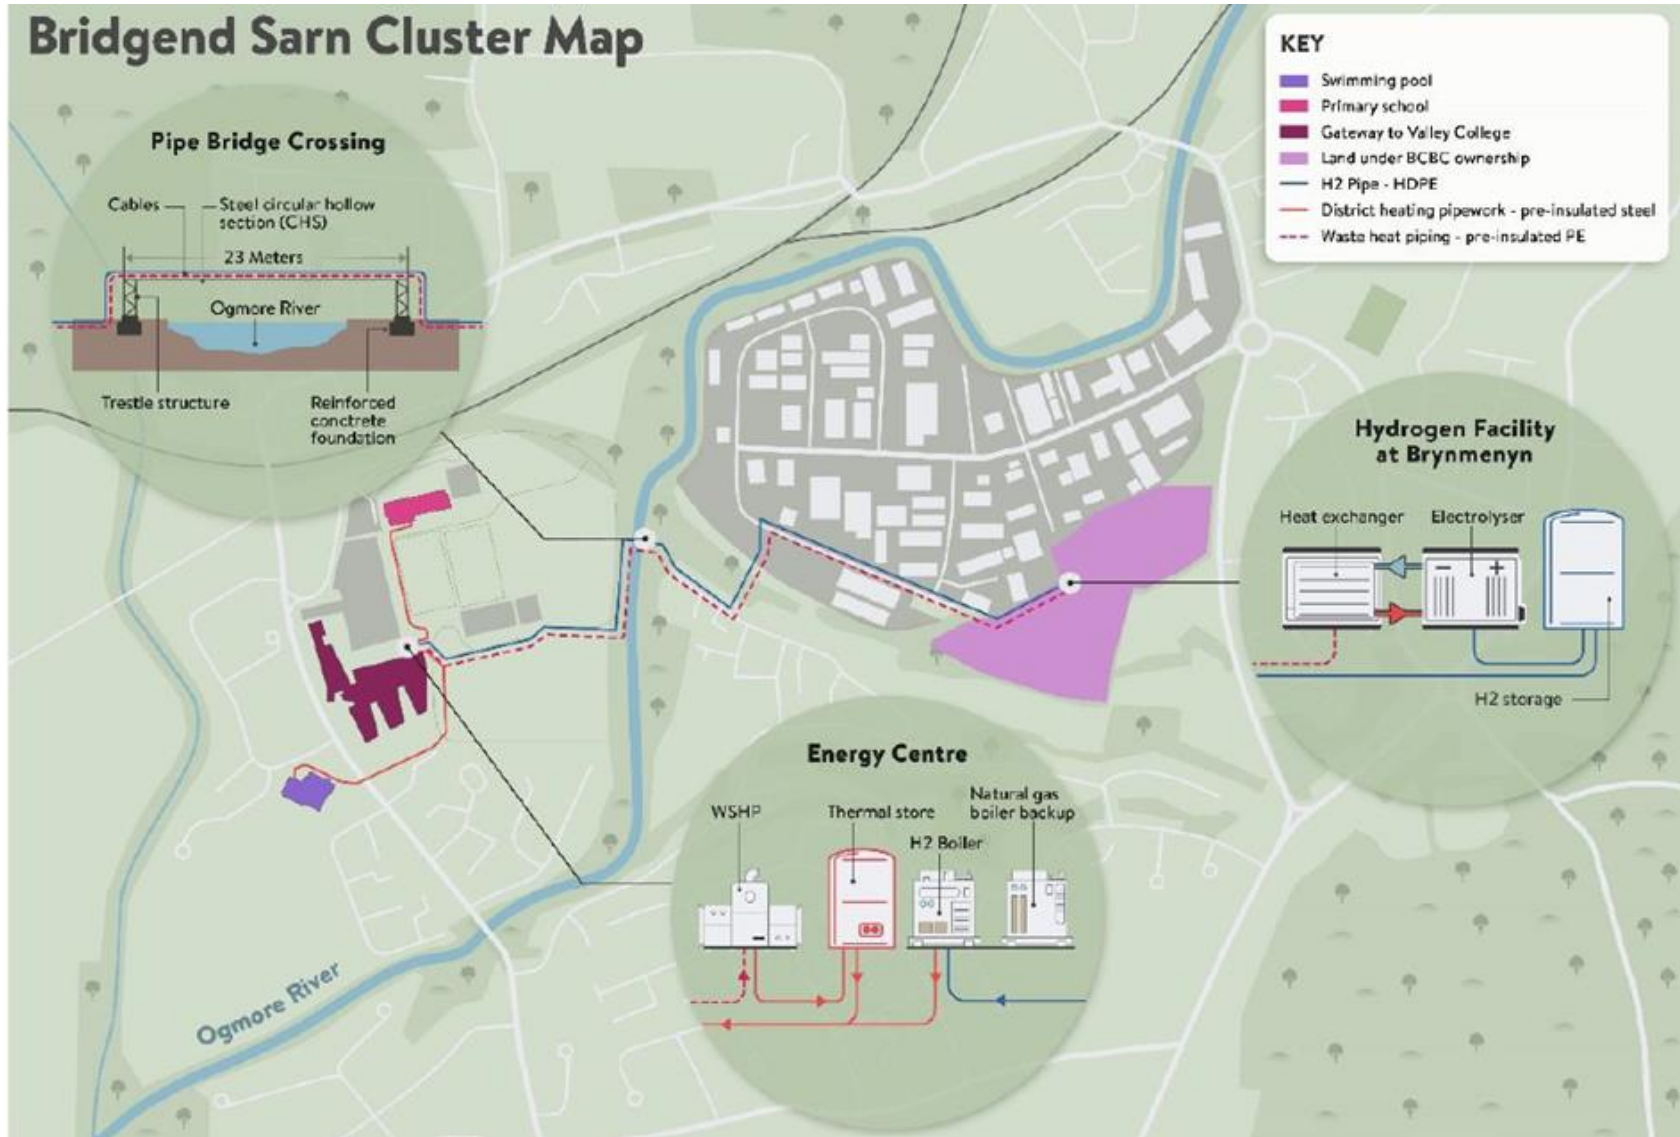 Bridgend Sarn Cluster Map
KEY
Swimming pool
Primary school
Gateway to Valley College
Land under BCBC ownership
H2 Pipe - HDPE
District heating pipework - pre-insulated steel
Waste heat piping - pre-insulated PE
Pipe Bridge Crossing
Cables
Steel circular hollow
section (CHS)
23 Meters
Ogmore River
Trestle structure
Reinforced
conctrete
foundation
Hydrogen Facility
at Brynmenyn
Heat exchanger
Electrolyser
H2 storage
Energy Centre
WSHP
Thermal store
Natural gas
boiler backup
H2 Boiler
Ogmore River